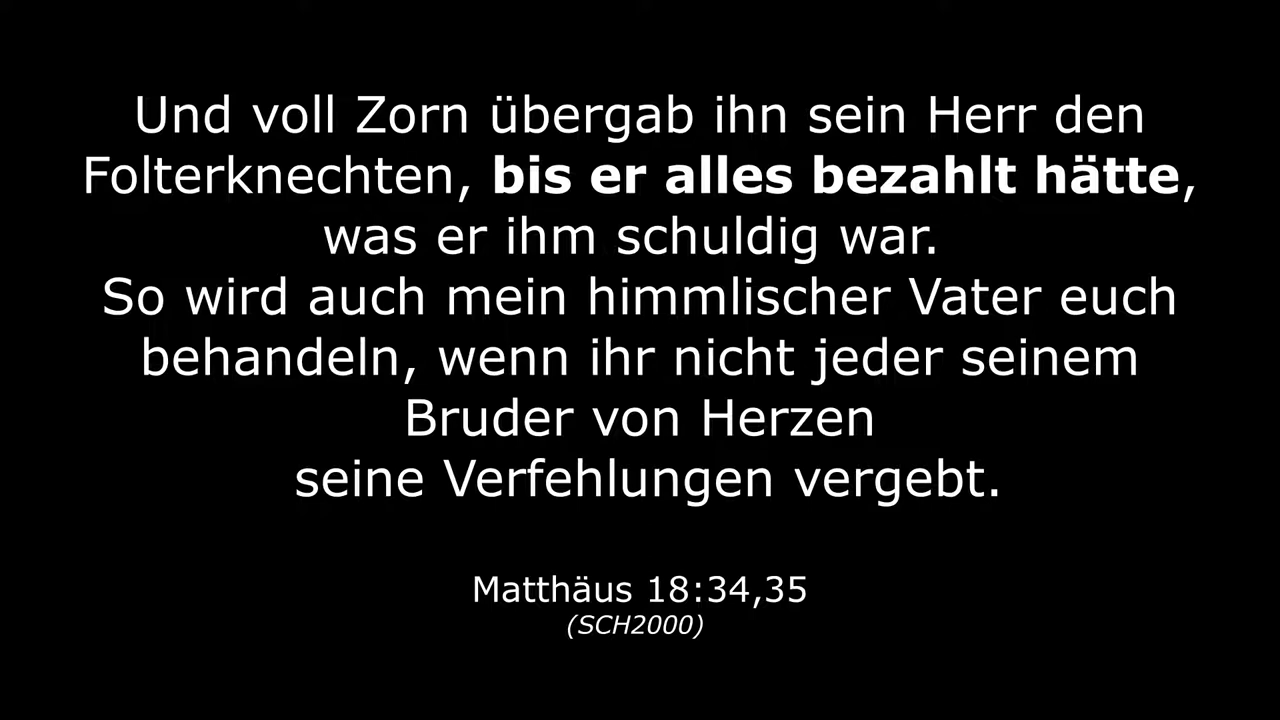 Und voll Zorn übergab ihn sein Herr den
Folterknechten, bis er alles bezahlt hätte,
was er ihm schuldig war.
So wird auch mein himmlischer Vater euch
behandeln, wenn ihr nicht jeder seinem
Bruder von Herzen
seine Verfehlungen vergebt.
Matthäus 18:34,35
(SCH2000)